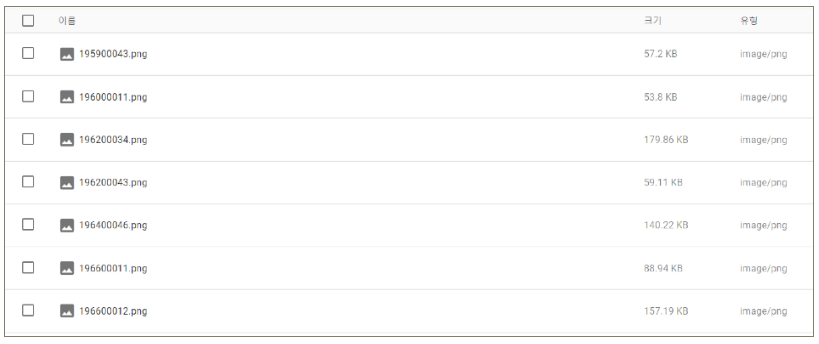 이름 크기 유형
195900043.png 57.2 KB image/png
196000011.png 53.8 KB image/png
196200034.png 179.86 KB image/png
196200043.png 59.11 KB image/png
196400046.png 140.22 KB image/png
196600011.png 88.94 KB image/png
196600012.png 157.19 KB image/png